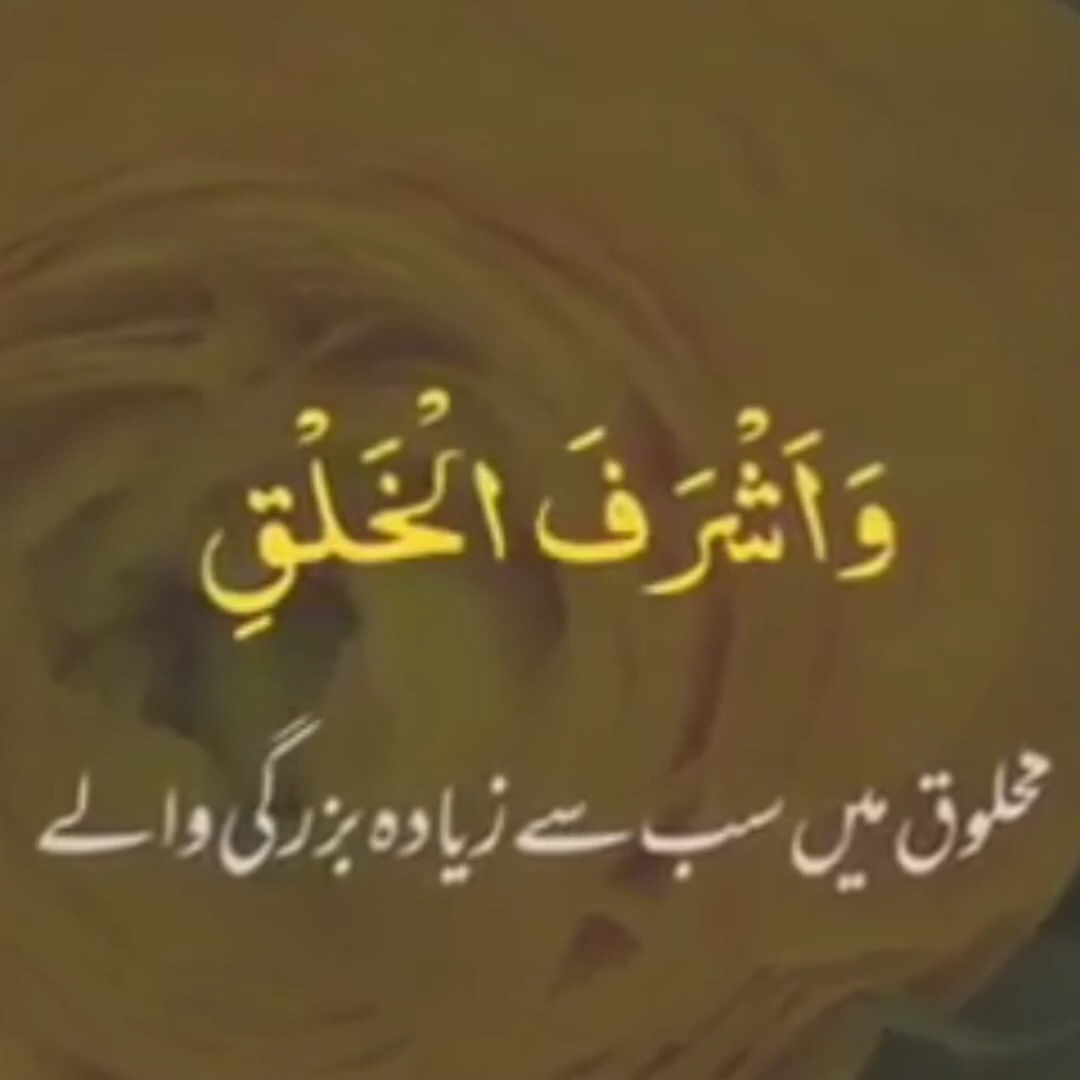 وَاَشْرَفَ الْخَلْقِ
مخلوق میں سب سے زیادہ بزرگی والے